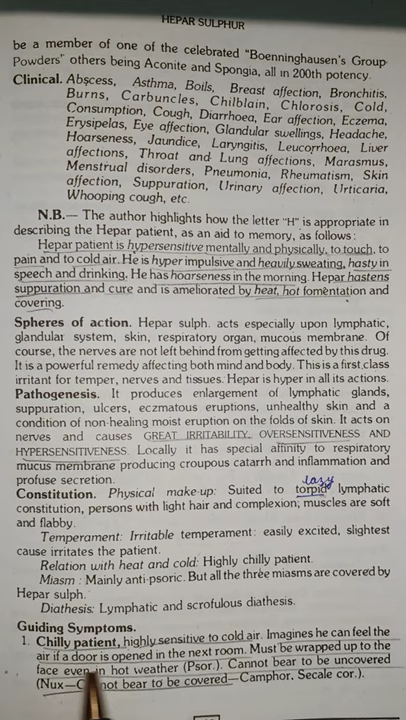 HEPAR SULPHUR
be a member of one of the celebrated "Boenninghausen's Group
Powders" others being Aconite and Spongia, all in 200th potency.
Clinical. Abscess, Asthma, Boils, Breast affection, Bronchitis,
Burns, Carbuncles, Chilblain, Chlorosis, Cold,
Consumption, Cough, Diarrhoea, Ear affection, Eczema,
Erysipelas, Eye affection, Glandular swellings, Headache,
Hoarseness, Jaundice, Laryngitis, Leucorrhoea, Liver
affections, Throat and Lung affections, Marasmus,
Menstrual disorders, Pneumonia, Rheumatism, Skin
affection, Suppuration, Urinary affection, Urticaria,
Whooping cough, etc.
N.B.— The author highlights how the letter "H" is appropriate in
describing the Hepar patient, as an aid to memory, as follows:
Hepar patient is hypersensitive mentally and physically, to touch, to
pain and to cold air. He is hyper impulsive and heavily sweating, hasty in
speech and drinking. He has hoarseness in the morning. Hepar hastens
suppuration and cure and is ameliorated by heat, hot fomentation and
covering.
Spheres of action. Hepar sulph. acts especially upon lymphatic,
glandular system, skin, respiratory organ, mucous membrane. Of
course, the nerves are not left behind from getting affected by this drug.
It is a powerful remedy affecting both mind and body. This is a first class
irritant for temper, nerves and tissues. Hepar is hyper in all its actions.
Pathogenesis. It produces enlargement of lymphatic glands,
suppuration, ulcers, eczmatous eruptions, unhealthy skin and a
condition of non-healing moist eruption on the folds of skin. It acts on
nerves and causes GREAT IRRITABILITY, OVERSENSITIVENESS AND
HYPERSENSITIVENESS. Locally it has special affinity to respiratory
mucus membrane producing croupous catarrh and inflammation and
profuse secretion.
lazy
Constitution. Physical make-up: Suited to torpid lymphatic
constitution, persons with light hair and complexion; muscles are soft
and flabby.
Temperament: Irritable temperament: easily excited, slightest
cause irritates the patient.
Relation with heat and cold: Highly chilly patient.
Miasm : Mainly anti-psoric. But all the three miasms are covered by
Hepar sulph.
Diathesis: Lymphatic and scrofulous diathesis.
Guiding Symptoms.
1. Chilly patient, highly sensitive to cold air. Imagines he can feel the
air if a door is opened in the next room. Must be wrapped up to the
face even in hot weather (Psor.). Cannot bear to be uncovered
(Nux—Cannot bear to be covered—Camphor, Secale cor.).